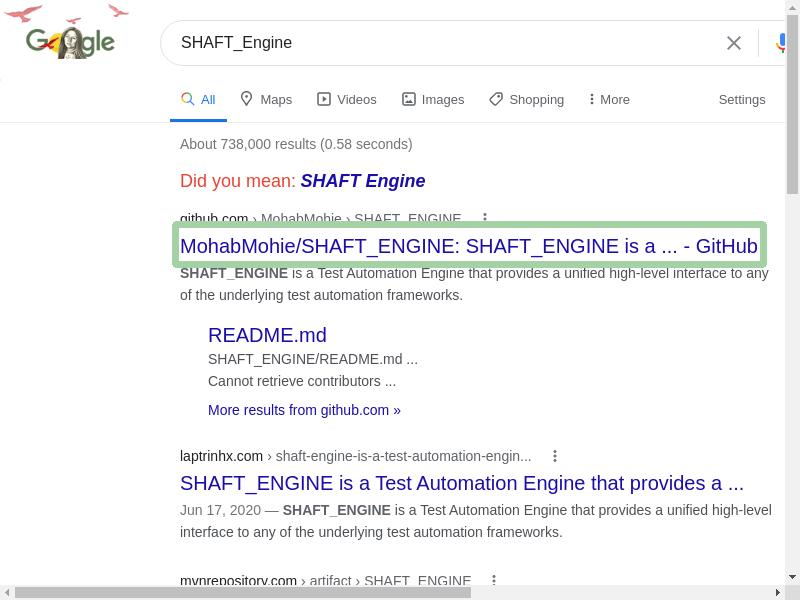 Google
SHAFT_Engine
All
Maps
Videos
Images
Shopping
More
Settings
About 738,000 results (0.58 seconds)
Did you mean: SHAFT Engine
github.com › MohabMohie › SHAFT_ENGINE
MohabMohie/SHAFT_ENGINE: SHAFT_ENGINE is a ... - GitHub
SHAFT_ENGINE is a Test Automation Engine that provides a unified high-level interface to any
of the underlying test automation frameworks.
README.md
SHAFT_ENGINE/README.md ...
Cannot retrieve contributors ...
More results from github.com »
laptrinhx.com › shaft-engine-is-a-test-automation-engin...
SHAFT_ENGINE is a Test Automation Engine that provides a ...
Jun 17, 2020 — SHAFT_ENGINE is a Test Automation Engine that provides a unified high-level
interface to any of the underlying test automation frameworks.
mvnrepository.com › artifact › SHAFT_ENGINE